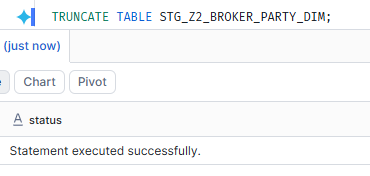 TRUNCATE TABLE STG_Z2_BROKER_PARTY_DIM;
(just now)
Chart Pivot
A status
Statement executed successfully.